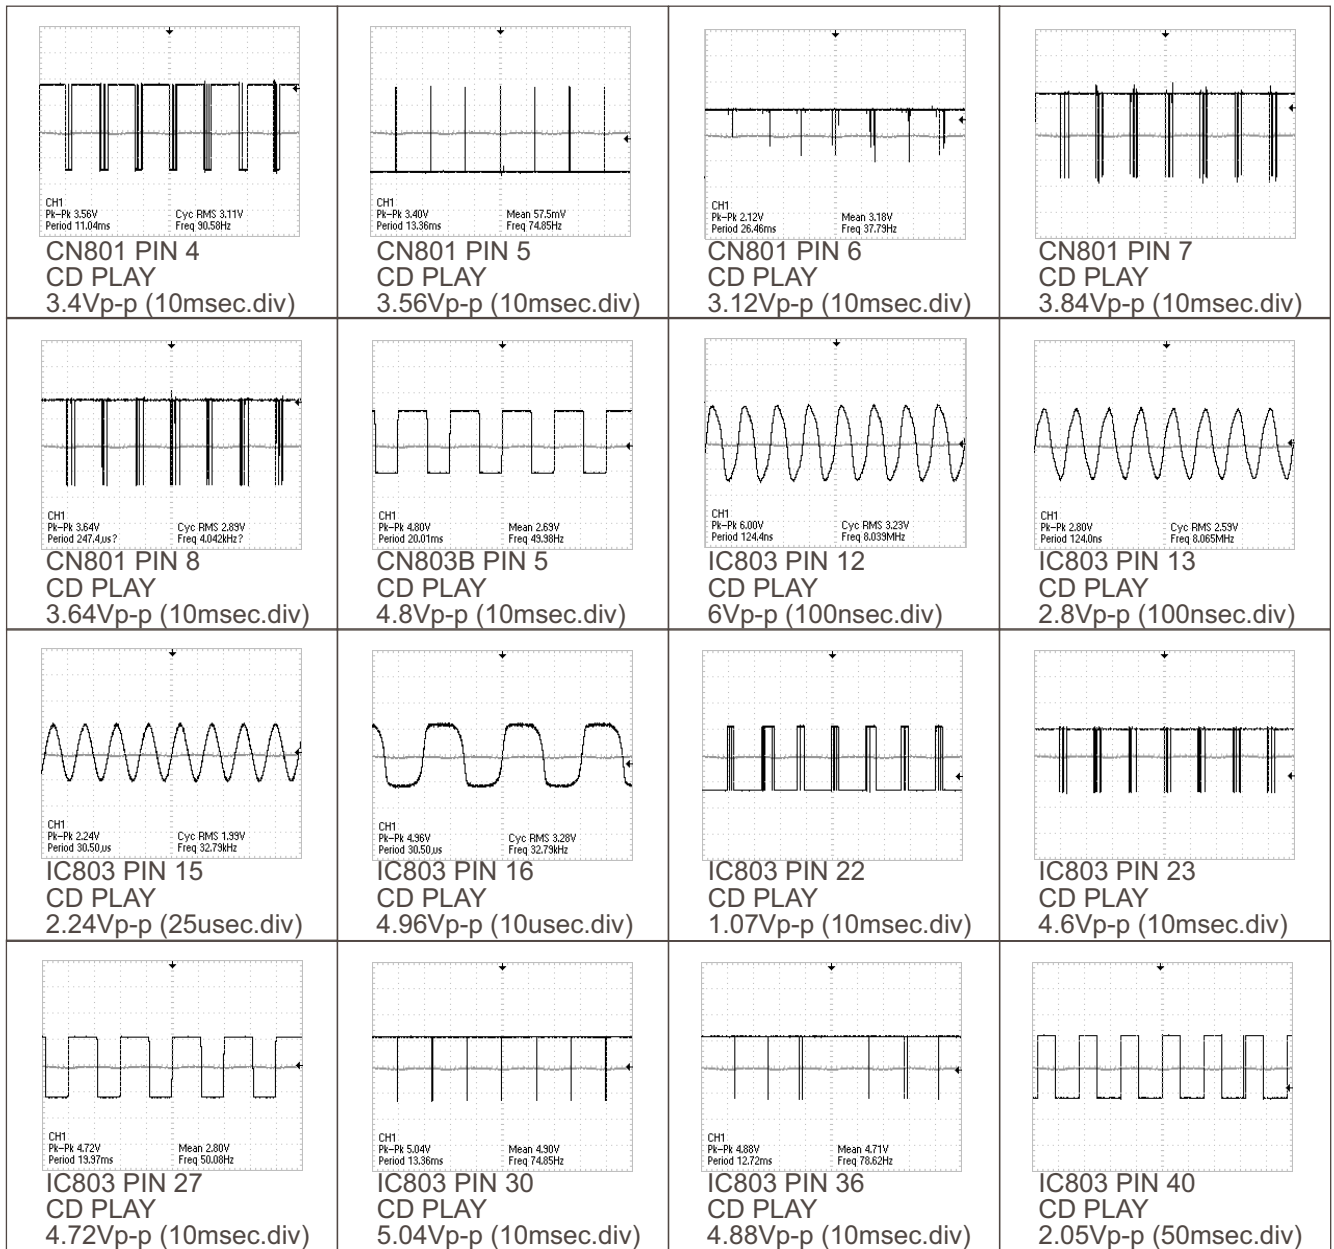 CH1
Pk-Pk 3.56V Cyc RMS 3.11V
Period 11.04ms Freq 90.58Hz
CN801 PIN 4
CD PLAY
3.4Vp-p (10msec.div)
CH1
Pk-Pk 3.40V Mean 57.5mV
Period 13.36ms Freq 74.85Hz
CN801 PIN 5
CD PLAY
3.56Vp-p (10msec.div)
CH1
Pk-Pk 2.12V Mean 3.18V
Period 26.46ms Freq 37.79Hz
CN801 PIN 6
CD PLAY
3.12Vp-p (10msec.div)
CN801 PIN 7
CD PLAY
3.84Vp-p (10msec.div)
CH1
Pk-Pk 3.64V Cyc RMS 2.89V
Period 247.4µs? Freq 4.042kHz?
CN801 PIN 8
CD PLAY
3.64Vp-p (10msec.div)
CH1
Pk-Pk 4.80V Mean 2.69V
Period 20.01ms Freq 49.98Hz
CN803B PIN 5
CD PLAY
4.8Vp-p (10msec.div)
CH1
Pk-Pk 6.00V Cyc RMS 3.23V
Period 124.4ns Freq 8.039MHz
IC803 PIN 12
CD PLAY
6Vp-p (100nsec.div)
CH1
Pk-Pk 2.80V Cyc RMS 2.59V
Period 124.0ns Freq 8.065MHz
IC803 PIN 13
CD PLAY
2.8Vp-p (100nsec.div)
CH1
Pk-Pk 2.24V Cyc RMS 1.99V
Period 30.50µs Freq 32.79kHz
IC803 PIN 15
CD PLAY
2.24Vp-p (25usec.div)
CH1
Pk-Pk 4.96V Cyc RMS 3.28V
Period 30.50µs Freq 32.79kHz
IC803 PIN 16
CD PLAY
4.96Vp-p (10usec.div)
IC803 PIN 22
CD PLAY
1.07Vp-p (10msec.div)
IC803 PIN 23
CD PLAY
4.6Vp-p (10msec.div)
CH1
Pk-Pk 4.72V Mean 2.80V
Period 19.97ms Freq 50.08Hz
IC803 PIN 27
CD PLAY
4.72Vp-p (10msec.div)
CH1
Pk-Pk 5.04V Mean 4.90V
Period 13.36ms Freq 74.85Hz
IC803 PIN 30
CD PLAY
5.04Vp-p (10msec.div)
CH1
Pk-Pk 4.88V Mean 4.71V
Period 12.72ms Freq 78.62Hz
IC803 PIN 36
CD PLAY
4.88Vp-p (10msec.div)
IC803 PIN 40
CD PLAY
2.05Vp-p (50msec.div)